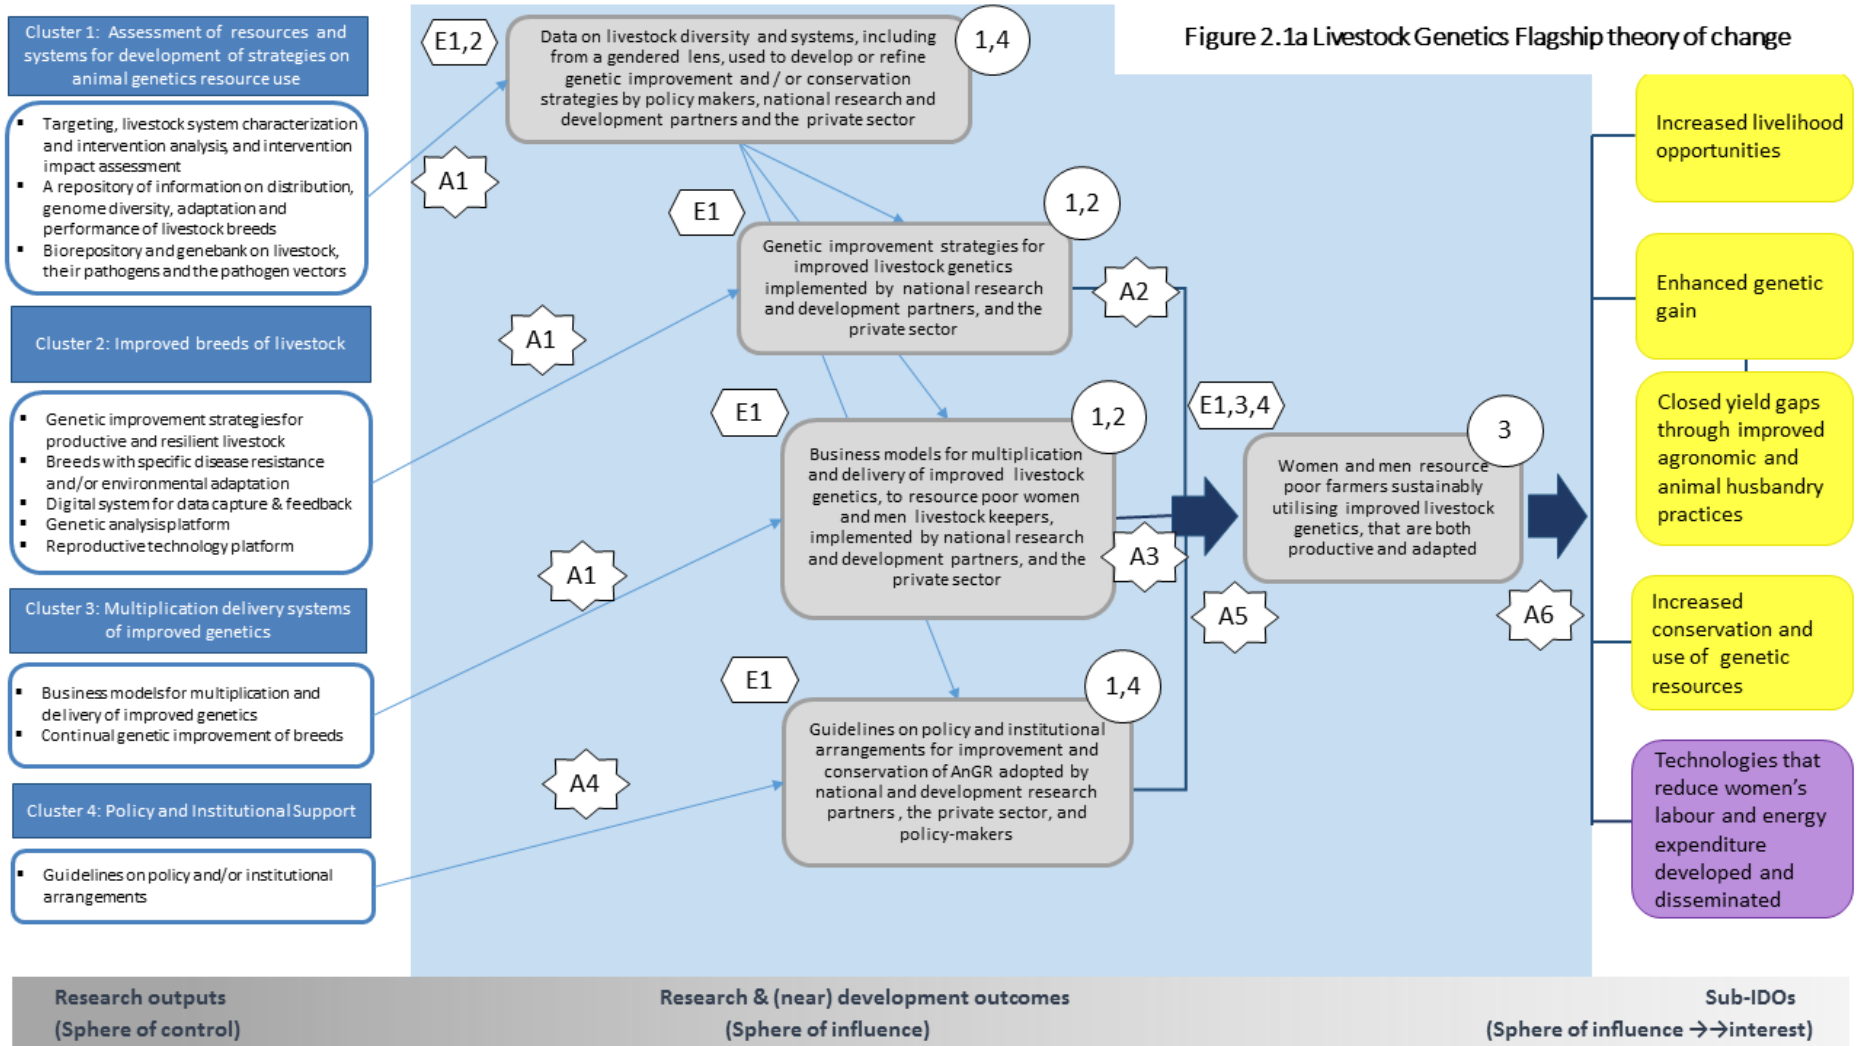 Figure 2.1a Livestock Genetics Flagship theory of change
Cluster 1: Assessment of resources and
systems for development of strategies on
animal genetics resource use
▪ Targeting, livestock system characterization
and intervention analysis, and intervention
impact assessment
▪ A repository of information on distribution,
genome diversity, adaptation and
performance of livestock breeds
▪ Biorepository and genebank on livestock,
their pathogens and the pathogen vectors
Cluster 2: Improved breeds of livestock
▪ Genetic improvement strategies for
productive and resilient livestock
▪ Breeds with specific disease resistance
and/or environmental adaptation
▪ Digital system for data capture & feedback
▪ Genetic analysis platform
▪ Reproductive technology platform
Cluster 3: Multiplication delivery systems
of improved genetics
▪ Business models for multiplication and
delivery of improved genetics
▪ Continual genetic improvement of breeds
Cluster 4: Policy and Institutional Support
▪ Guidelines on policy and/or institutional
arrangements
E1,2
1,4
Data on livestock diversity and systems, including
from a gendered lens, used to develop or refine
genetic improvement and / or conservation
strategies by policy makers, national research and
development partners and the private sector
A1
E1
1,2
Genetic improvement strategies for
improved livestock genetics
implemented by national research
and development partners, and the
private sector
A2
A1
E1
1,2
Business models for multiplication
and delivery of improved livestock
genetics, to resource poor women
and men livestock keepers,
implemented by national research
and development partners, and the
private sector
A3
A1
E1
1,4
Guidelines on policy and institutional
arrangements for improvement and
conservation of AnGR adopted by
national and development research
partners , the private sector, and
policy-makers
A4
E1,3,4
3
Women and men resource
poor farmers sustainably
utilising improved livestock
genetics, that are both
productive and adapted
A5
A6
Increased livelihood
opportunities
Enhanced genetic
gain
Closed yield gaps
through improved
agronomic and
animal husbandry
practices
Increased
conservation and
use of genetic
resources
Technologies that
reduce women's
labour and energy
expenditure
developed and
disseminated
Research outputs
(Sphere of control)
Research & (near) development outcomes
(Sphere of influence)
Sub-IDOs
(Sphere of influence →→interest)